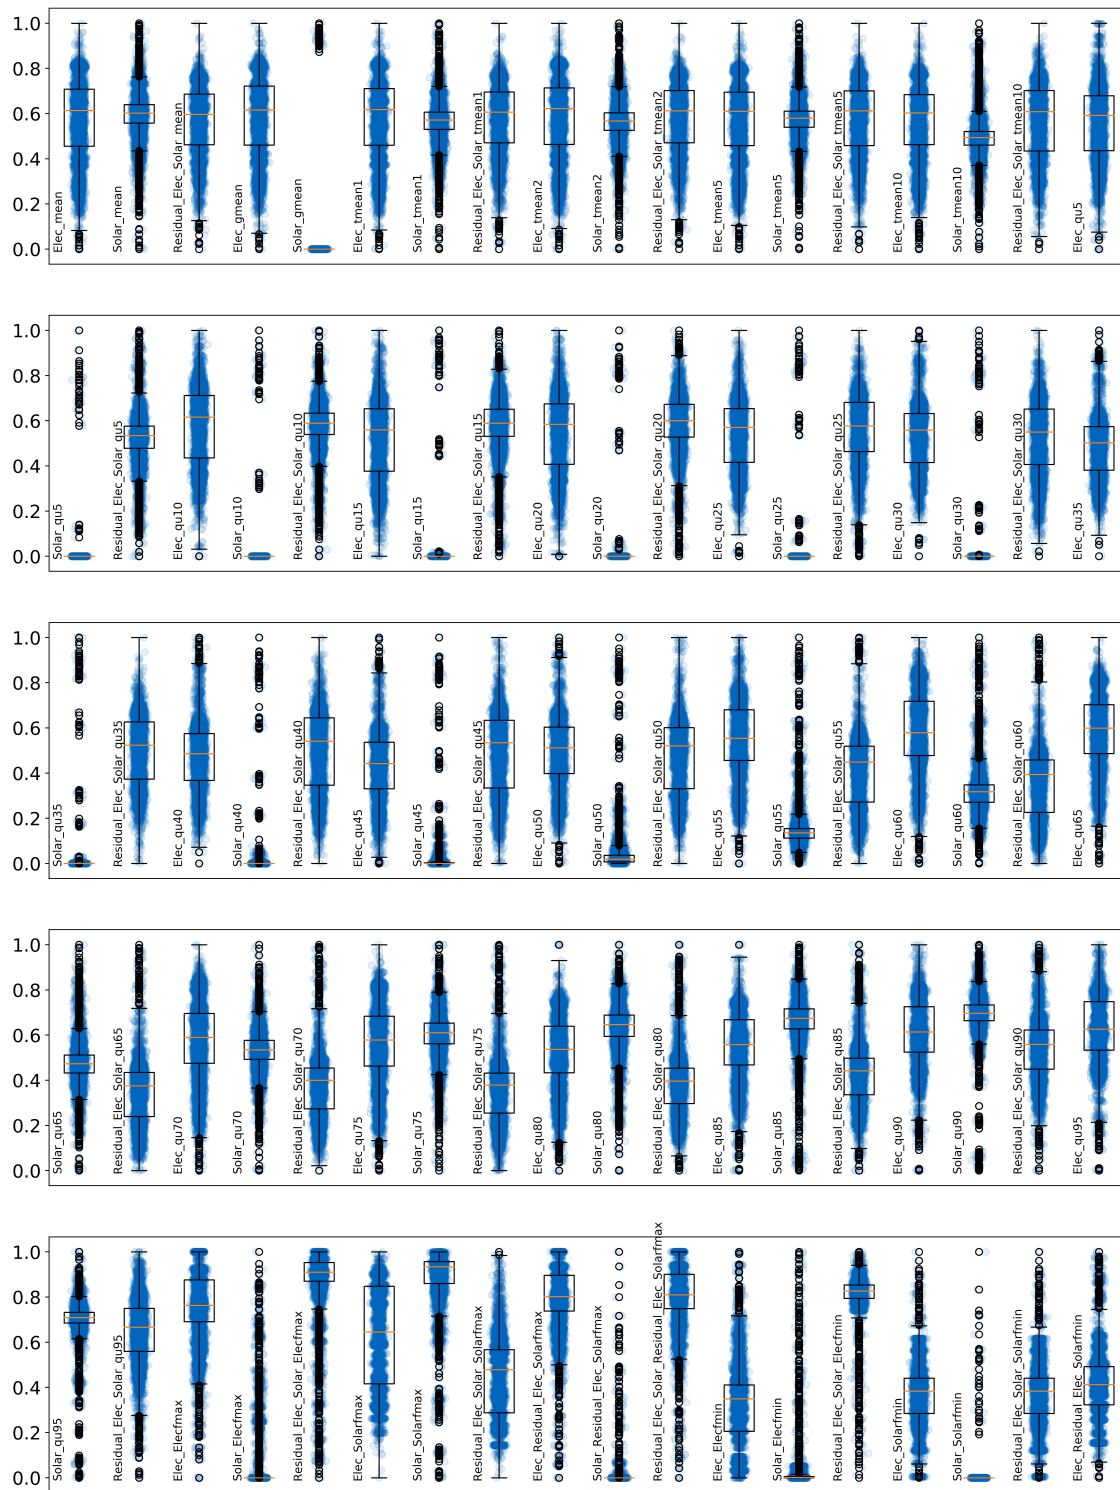 1.0
0.8
0.6
0.4
0.2
0.0
Elec_mean
Solar_mean
Residual_Elec_Solar_mean
Elec_gmean
Solar_gmean
Elec_tmean1
Solar_tmean1
Residual_Elec_Solar_tmean1
Elec_tmean2
Solar_tmean2
Residual_Elec_Solar_tmean2
Elec_tmean5
Solar_tmean5
Residual_Elec_Solar_tmean5
Elec_tmean10
Solar_tmean10
Residual_Elec_Solar_tmean10
Elec_qu5
1.0
0.8
0.6
0.4
0.2
0.0
Solar_qu5
Residual_Elec_Solar_qu5
Elec_qu10
Solar_qu10
Residual_Elec_Solar_qu10
Elec_qu15
Solar_qu15
Residual_Elec_Solar_qu15
Elec_qu20
Solar_qu20
Residual_Elec_Solar_qu20
Elec_qu25
Solar_qu25
Residual_Elec_Solar_qu25
Elec_qu30
Solar_qu30
Residual_Elec_Solar_qu30
Elec_qu35
1.0
0.8
0.6
0.4
0.2
0.0
Solar_qu35
Residual_Elec_Solar_qu35
Elec_qu40
Solar_qu40
Residual_Elec_Solar_qu40
Elec_qu45
Solar_qu45
Residual_Elec_Solar_qu45
Elec_qu50
Solar_qu50
Residual_Elec_Solar_qu50
Elec_qu55
Solar_qu55
Residual_Elec_Solar_qu55
Elec_qu60
Solar_qu60
Residual_Elec_Solar_qu60
Elec_qu65
1.0
0.8
0.6
0.4
0.2
0.0
Solar_qu65
Residual_Elec_Solar_qu65
Elec_qu70
Solar_qu70
Residual_Elec_Solar_qu70
Elec_qu75
Solar_qu75
Residual_Elec_Solar_qu75
Elec_qu80
Solar_qu80
Residual_Elec_Solar_qu80
Elec_qu85
Solar_qu85
Residual_Elec_Solar_qu85
Elec_qu90
Solar_qu90
Residual_Elec_Solar_qu90
Elec_qu95
1.0
0.8
0.6
0.4
0.2
0.0
Solar_qu95
Residual_Elec_Solar_qu95
Elec_Elecfmax
Solar_Elecfmax
Residual_Elec_Solar_Elecfmax
Elec_Solarfmax
Solar_Solarfmax
Residual_Elec_Solar_Solarfmax
Elec_Residual_Elec_Solarfmax
Solar_Residual_Elec_Solarfmax
Residual_Elec_Solar_Residual_Elec_Solarfmax
Elec_Elecfmin
Solar_Elecfmin
Residual_Elec_Solar_Elecfmin
Elec_Solarfmin
Solar_Solarfmin
Residual_Elec_Solar_Solarfmin
Elec_Residual_Elec_Solarfmin